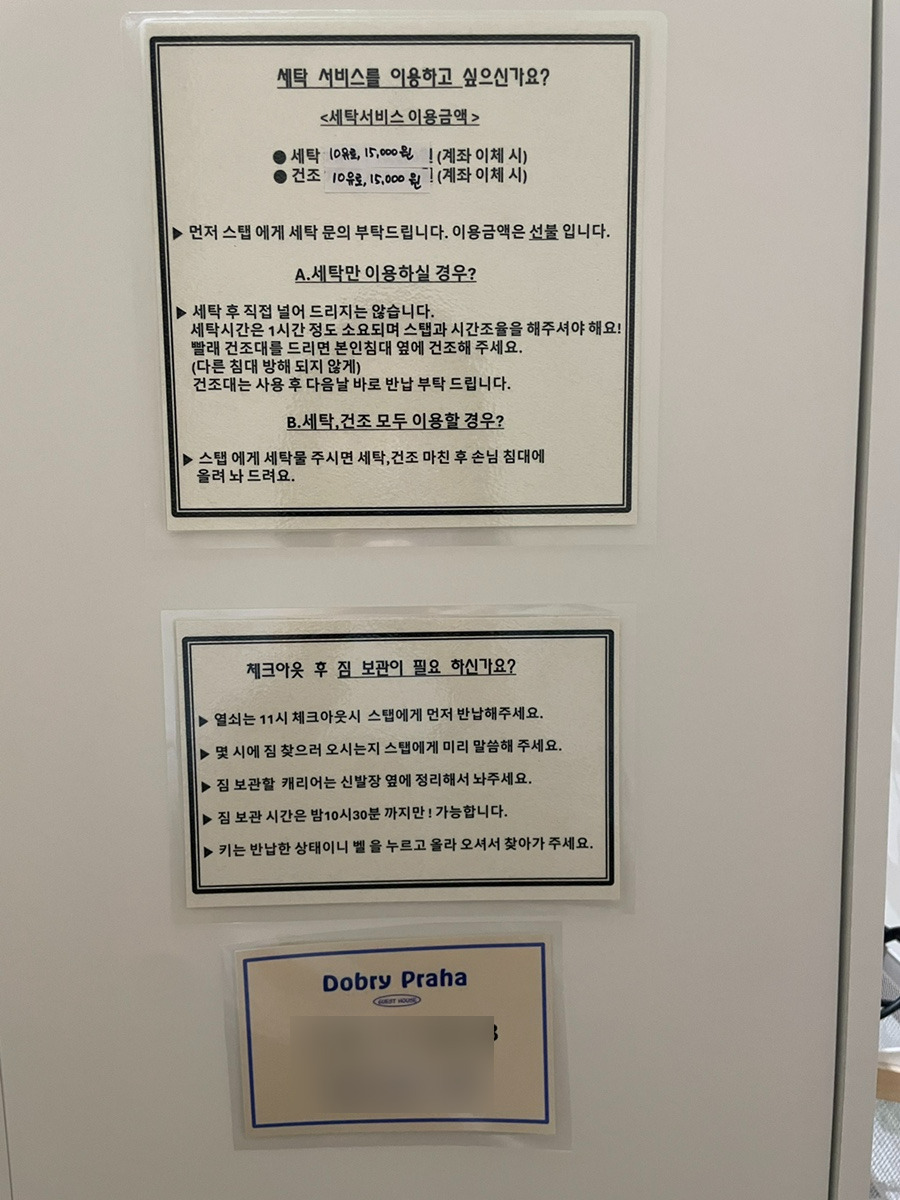 세탁 서비스를 이용하고 싶으신가요?
<세탁서비스 이용금액>
● 세탁 10유로, 15,000원 (계좌 이체 시)
● 건조 10유로, 15,000원 (계좌 이체 시)
▶ 먼저 스탭 에게 세탁 문의 부탁드립니다. 이용금액은 선불 입니다.
A.세탁만 이용하실 경우?
▶ 세탁 후 직접 널어 드리지는 않습니다.
세탁시간은 1시간 정도 소요되며 스탭과 시간조율을 해주셔야 해요!
빨래 건조대를 드리면 본인침대 옆에 건조해 주세요.
(다른 침대 방해 되지 않게)
건조대는 사용 후 다음날 바로 반납 부탁 드립니다.
B.세탁,건조 모두 이용할 경우?
▶ 스탭 에게 세탁물 주시면 세탁,건조 마친 후 손님 침대에
올려 놔 드려요.
체크아웃 후 짐 보관이 필요 하신가요?
▶ 열쇠는 11시 체크아웃시 스탭에게 먼저 반납해주세요.
▶ 몇 시에 짐 찾으러 오시는지 스탭에게 미리 말씀해 주세요.
▶ 짐 보관할 캐리어는 신발장 옆에 정리해서 놔주세요.
▶ 짐 보관 시간은 밤10시30분 까지만 ! 가능합니다.
▶ 키는 반납한 상태이니 벨 을 누르고 올라 오셔서 찾아가 주세요.
Dobry Praha
GUEST HOUSE